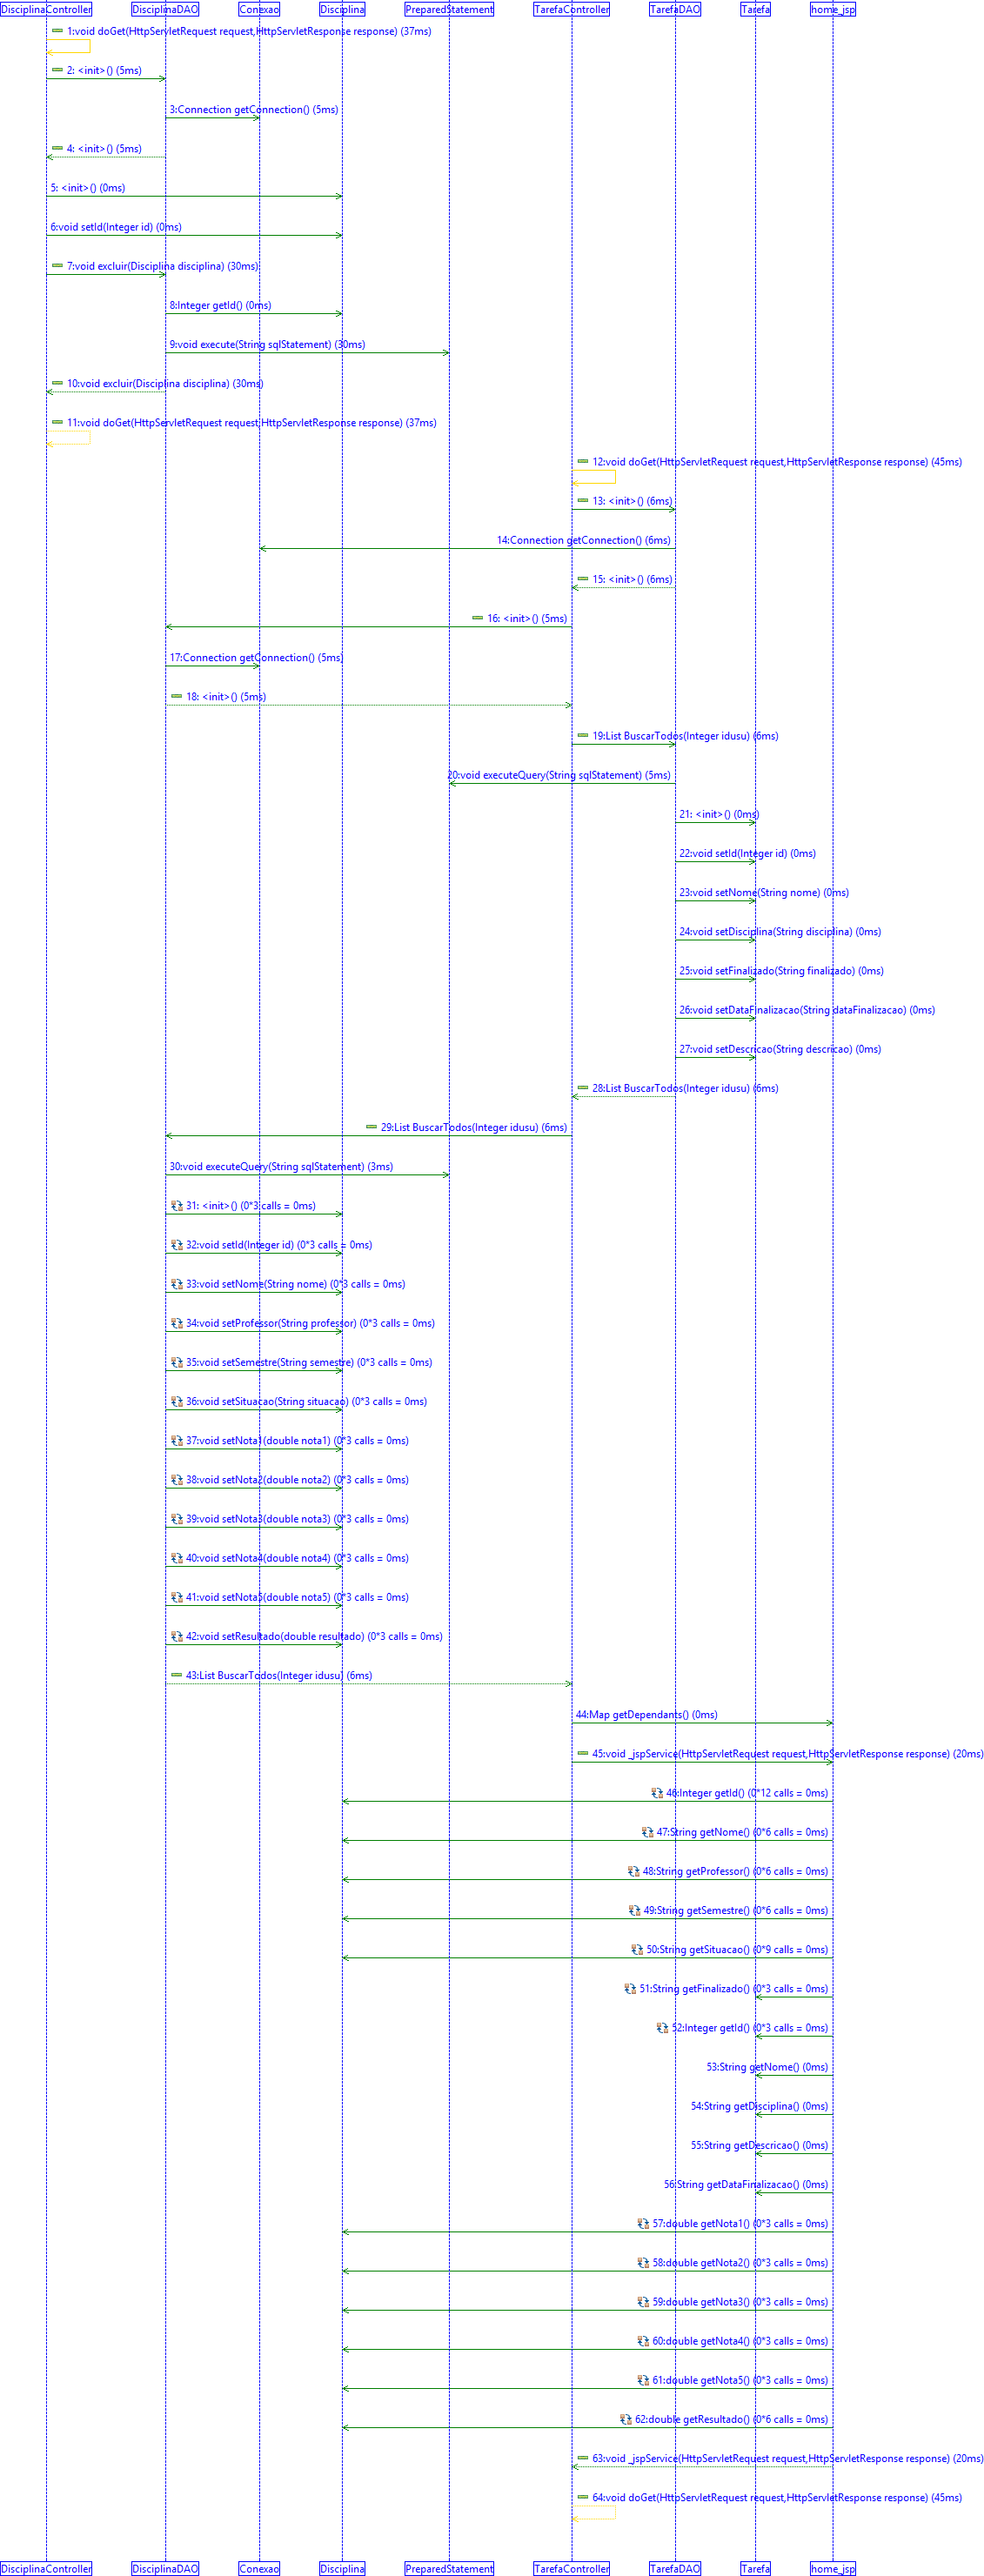 DisciplinaController DisciplinaDAO Conexao Disciplina PreparedStatement TarefaController TarefaDAO Tarefa home_jsp
1:void doGet(HttpServletRequest request,HttpServletResponse response) (37ms)
2: <init>() (5ms)
3:Connection getConnection() (5ms)
4: <init>() (5ms)
5: <init>() (0ms)
6:void setId(Integer id) (0ms)
7:void excluir(Disciplina disciplina) (30ms)
8:Integer getId() (0ms)
9:void execute(String sqlStatement) (30ms)
10:void excluir(Disciplina disciplina) (30ms)
11:void doGet(HttpServletRequest request,HttpServletResponse response) (37ms)
12:void doGet(HttpServletRequest request,HttpServletResponse response) (45ms)
13: <init>() (6ms)
14:Connection getConnection() (6ms)
15: <init>() (6ms)
16: <init>() (5ms)
17:Connection getConnection() (5ms)
18: <init>() (5ms)
19:List BuscarTodos(Integer idusu) (6ms)
20:void executeQuery(String sqlStatement) (5ms)
21: <init>() (0ms)
22:void setId(Integer id) (0ms)
23:void setNome(String nome) (0ms)
24:void setDisciplina(String disciplina) (0ms)
25:void setFinalizado(String finalizado) (0ms)
26:void setDataFinalizacao(String dataFinalizacao) (0ms)
27:void setDescricao(String descricao) (0ms)
28:List BuscarTodos(Integer idusu) (6ms)
29:List BuscarTodos(Integer idusu) (6ms)
30:void executeQuery(String sqlStatement) (3ms)
31: <init>() (0*3 calls = 0ms)
32:void setId(Integer id) (0*3 calls = 0ms)
33:void setNome(String nome) (0*3 calls = 0ms)
34:void setProfessor(String professor) (0*3 calls = 0ms)
35:void setSemestre(String semestre) (0*3 calls = 0ms)
36:void setSituacao(String situacao) (0*3 calls = 0ms)
37:void setNota1(double nota1) (0*3 calls = 0ms)
38:void setNota2(double nota2) (0*3 calls = 0ms)
39:void setNota3(double nota3) (0*3 calls = 0ms)
40:void setNota4(double nota4) (0*3 calls = 0ms)
41:void setNota5(double nota5) (0*3 calls = 0ms)
42:void setResultado(double resultado) (0*3 calls = 0ms)
43:List BuscarTodos(Integer idusu) (6ms)
44:Map getDependants() (0ms)
45:void _jspService(HttpServletRequest request,HttpServletResponse response) (20ms)
46:Integer getId() (0*12 calls = 0ms)
47:String getNome() (0*6 calls = 0ms)
48:String getProfessor() (0*6 calls = 0ms)
49:String getSemestre() (0*6 calls = 0ms)
50:String getSituacao() (0*9 calls = 0ms)
51:String getFinalizado() (0*3 calls = 0ms)
52:Integer getId() (0*3 calls = 0ms)
53:String getNome() (0ms)
54:String getDisciplina() (0ms)
55:String getDescricao() (0ms)
56:String getDataFinalizacao() (0ms)
57:double getNota1() (0*3 calls = 0ms)
58:double getNota2() (0*3 calls = 0ms)
59:double getNota3() (0*3 calls = 0ms)
60:double getNota4() (0*3 calls = 0ms)
61:double getNota5() (0*3 calls = 0ms)
62:double getResultado() (0*6 calls = 0ms)
63:void _jspService(HttpServletRequest request,HttpServletResponse response) (20ms)
64:void doGet(HttpServletRequest request,HttpServletResponse response) (45ms)
DisciplinaController DisciplinaDAO Conexao Disciplina PreparedStatement TarefaController TarefaDAO Tarefa home_jsp